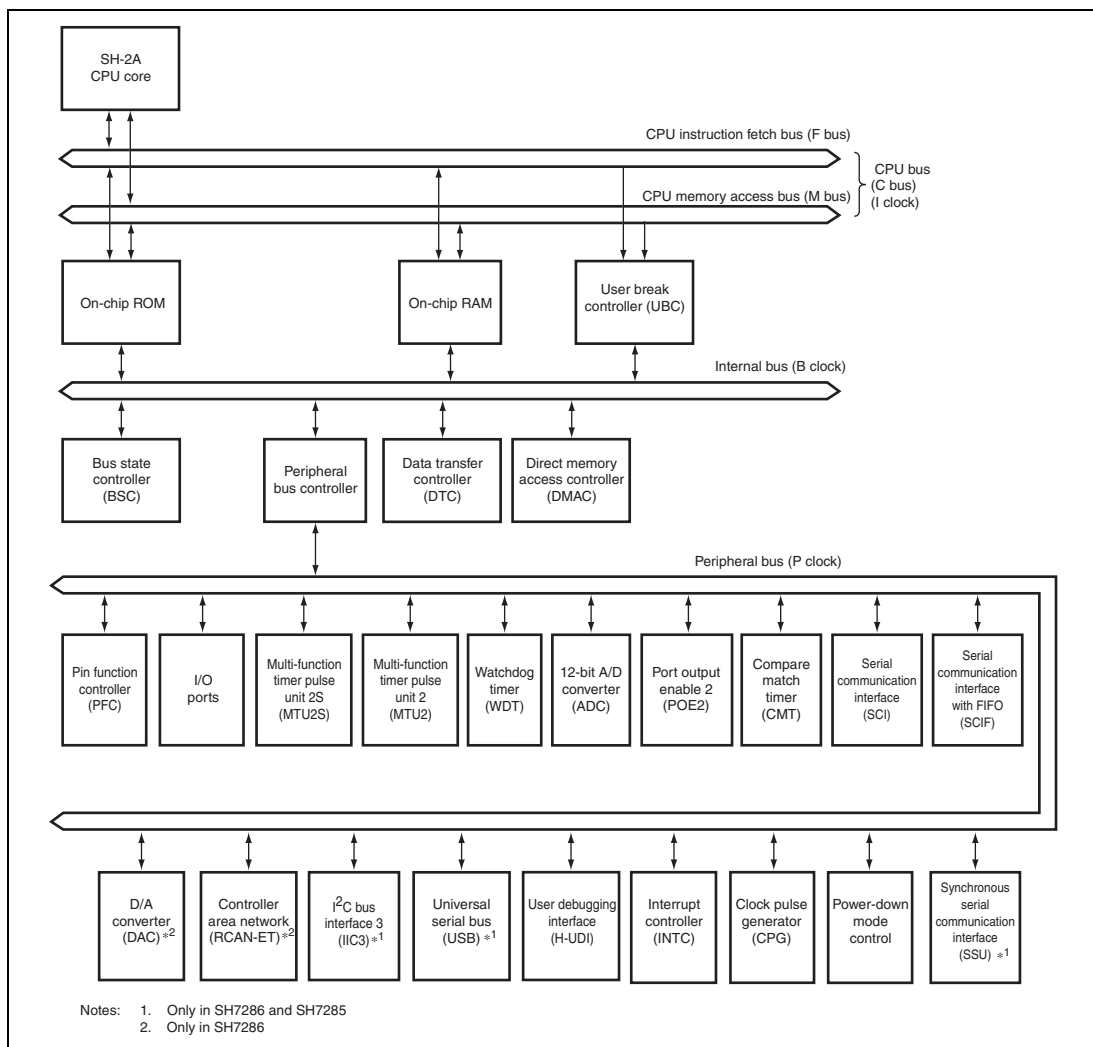 SH-2A
CPU core
CPU instruction fetch bus (F bus)
CPU bus
(C bus)
(I clock)
CPU memory access bus (M bus)
On-chip ROM
On-chip RAM
User break
controller (UBC)
Internal bus (B clock)
Bus state
controller
(BSC)
Peripheral
bus controller
Data transfer
controller
(DTC)
Direct memory
access controller
(DMAC)
Peripheral bus (P clock)
Pin function
controller
(PFC)
I/O
ports
Multi-function
timer pulse
unit 2S
(MTU2S)
Multi-function
timer pulse
unit 2
(MTU2)
Watchdog
timer
(WDT)
12-bit A/D
converter
(ADC)
Port output
enable 2
(POE2)
Compare
match
timer
(CMT)
Serial
communication
interface
(SCI)
Serial
communication
interface
with FIFO
(SCIF)
D/A
converter
(DAC) *2
Controller
area network
(RCAN-ET)*2
I2C bus
interface 3
(IIC3) *1
Universal
serial bus
(USB) *1
User debugging
interface
(H-UDI)
Interrupt
controller
(INTC)
Clock pulse
generator
(CPG)
Power-down
mode
control
Synchronous
serial
communication
interface
(SSU) *1
Notes: 1. Only in SH7286 and SH7285
2. Only in SH7286